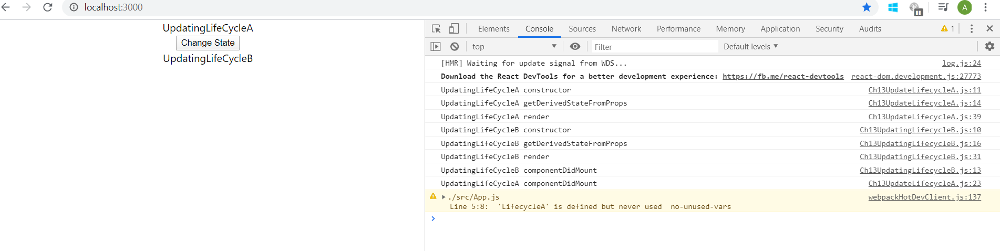 localhost:3000
A
UpdatingLifeCycleA
Change State
UpdatingLifeCycleB
Elements Console Sources Network Performance Memory Application Security Audits 1
top Filter Default levels
[HMR] Waiting for update signal from WDS... log.js:24
Download the React DevTools for a better development experience: https://fb.me/react-devtools react-dom.development.js:27773
UpdatingLifeCycleA constructor Ch13UpdateLifecycleA.js:11
UpdatingLifeCycleA getDerivedStateFromProps Ch13UpdateLifecycleA.js:14
UpdatingLifeCycleA render Ch13UpdateLifecycleA.js:39
UpdatingLifeCycleB constructor Ch13UpdatingLifecycleB.js:10
UpdatingLifeCycleB getDerivedStateFromProps Ch13UpdatingLifecycleB.js:16
UpdatingLifeCycleB render Ch13UpdatingLifecycleB.js:31
UpdatingLifeCycleB componentDidMount Ch13UpdatingLifecycleB.js:13
UpdatingLifeCycleA componentDidMount Ch13UpdateLifecycleA.js:23
./src/App.js webpackHotDevClient.js:137
Line 5:8: 'LifecycleA' is defined but never used no-unused-vars